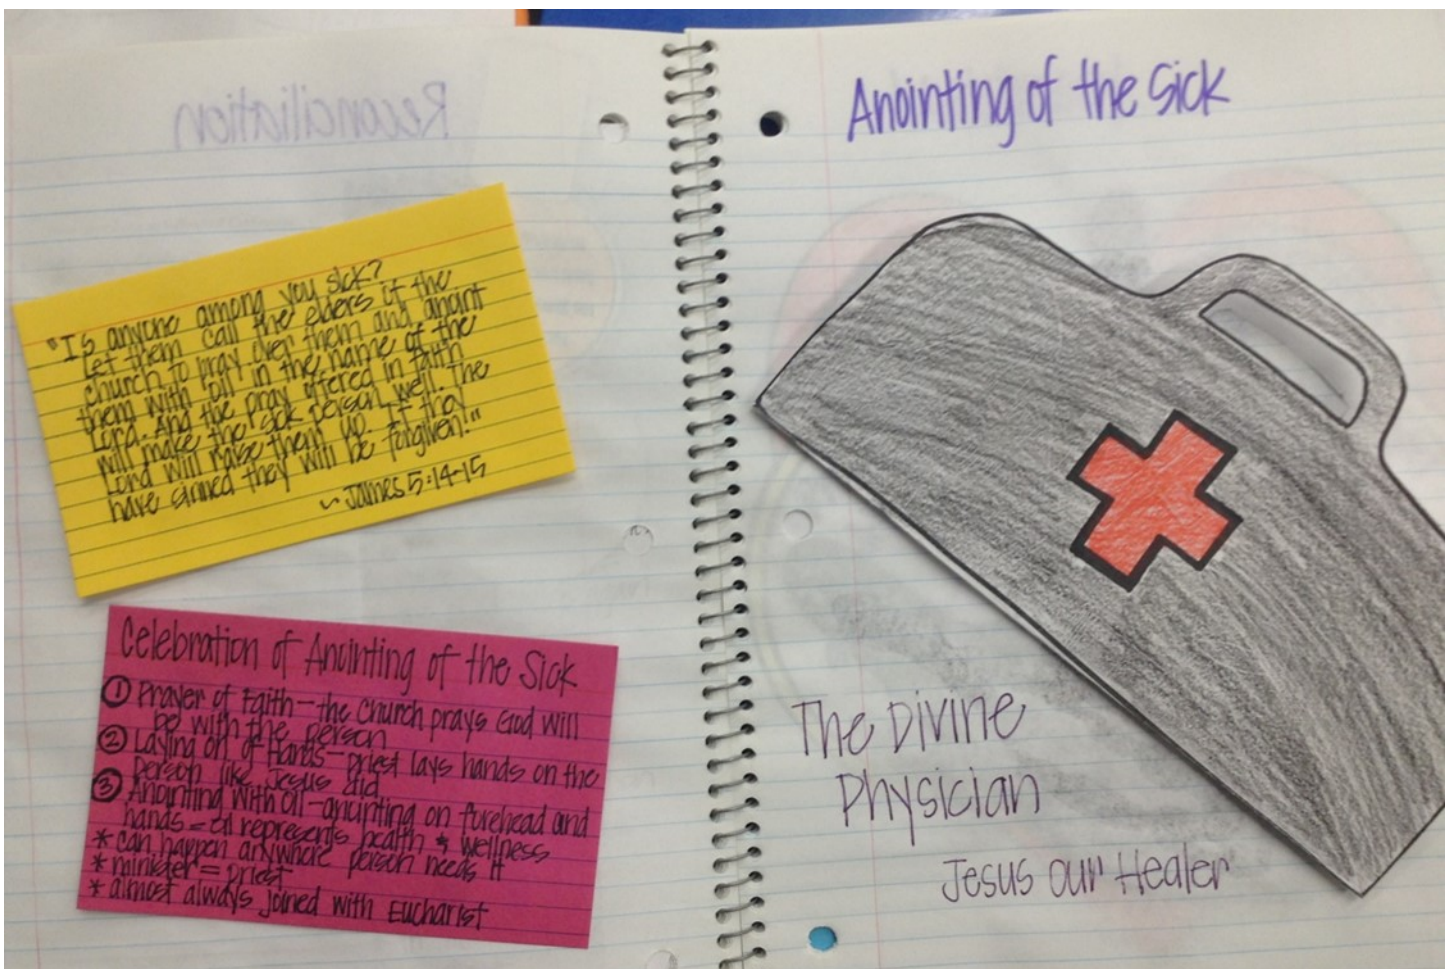 Reconciliation
"Is anyone among you sick?
Let them call the elders if the
church to pray over them and anoint
them with oil in the name of the
Lord. And the pray offered in faith
will make the sick person well. The
Lord will raise them up. If they
have sinned they will be forgiven."
~James 5:14-15
Celebration of Anointing of the Sick
① Prayer of Faith—the Church prays God will
be with the person
② Laying on of Hands—priest lays hands on the
person like Jesus did
③ Anointing with Oil—anointing on forehead and
hands = oil represents health & wellness
* can happen anywhere person needs it
* minister = priest
* almost always joined with Eucharist
Anointing of the Sick
The Divine
Physician
Jesus our Healer